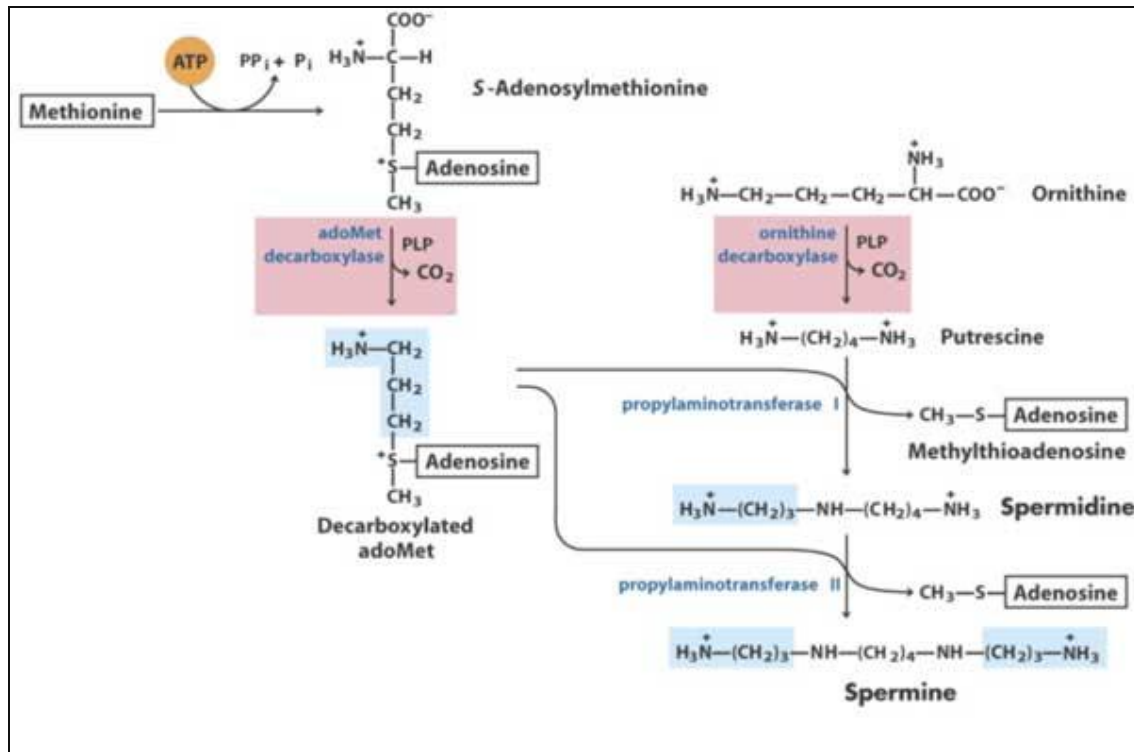 COO⁻
ATP
PPᵢ + Pᵢ
H₃N⁺—C—H
CH₂
S-Adenosylmethionine
Methionine
CH₂
⁺S—Adenosine
CH₃
⁺NH₃
H₃N⁺—CH₂—CH₂—CH₂—CH—COO⁻ Ornithine
adoMet
decarboxylase
PLP
CO₂
ornithine
decarboxylase
PLP
CO₂
H₃N⁺—CH₂
CH₂
CH₂
⁺S—Adenosine
CH₃
Decarboxylated
adoMet
H₃N⁺—(CH₂)₄—N⁺H₃ Putrescine
propylaminotransferase I
CH₃—S—Adenosine
Methylthioadenosine
H₃N⁺—(CH₂)₃—NH—(CH₂)₄—N⁺H₃ Spermidine
propylaminotransferase II
CH₃—S—Adenosine
H₃N⁺—(CH₂)₃—NH—(CH₂)₄—NH—(CH₂)₃—N⁺H₃
Spermine